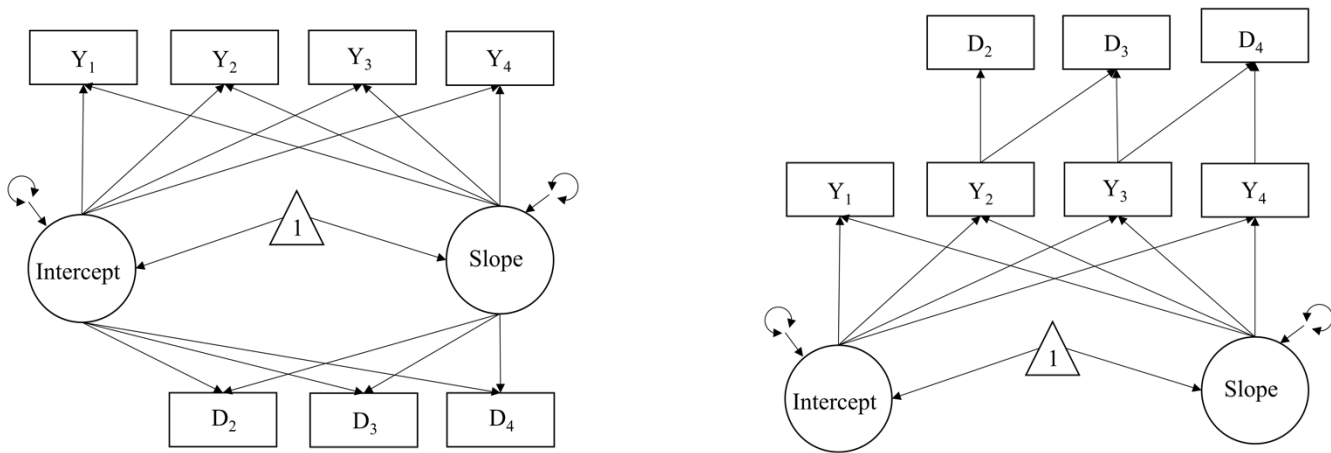 Y₁ Y₂ Y₃ Y₄
1
Intercept Slope
D₂ D₃ D₄
D₂ D₃ D₄
Y₁ Y₂ Y₃ Y₄
1
Intercept Slope